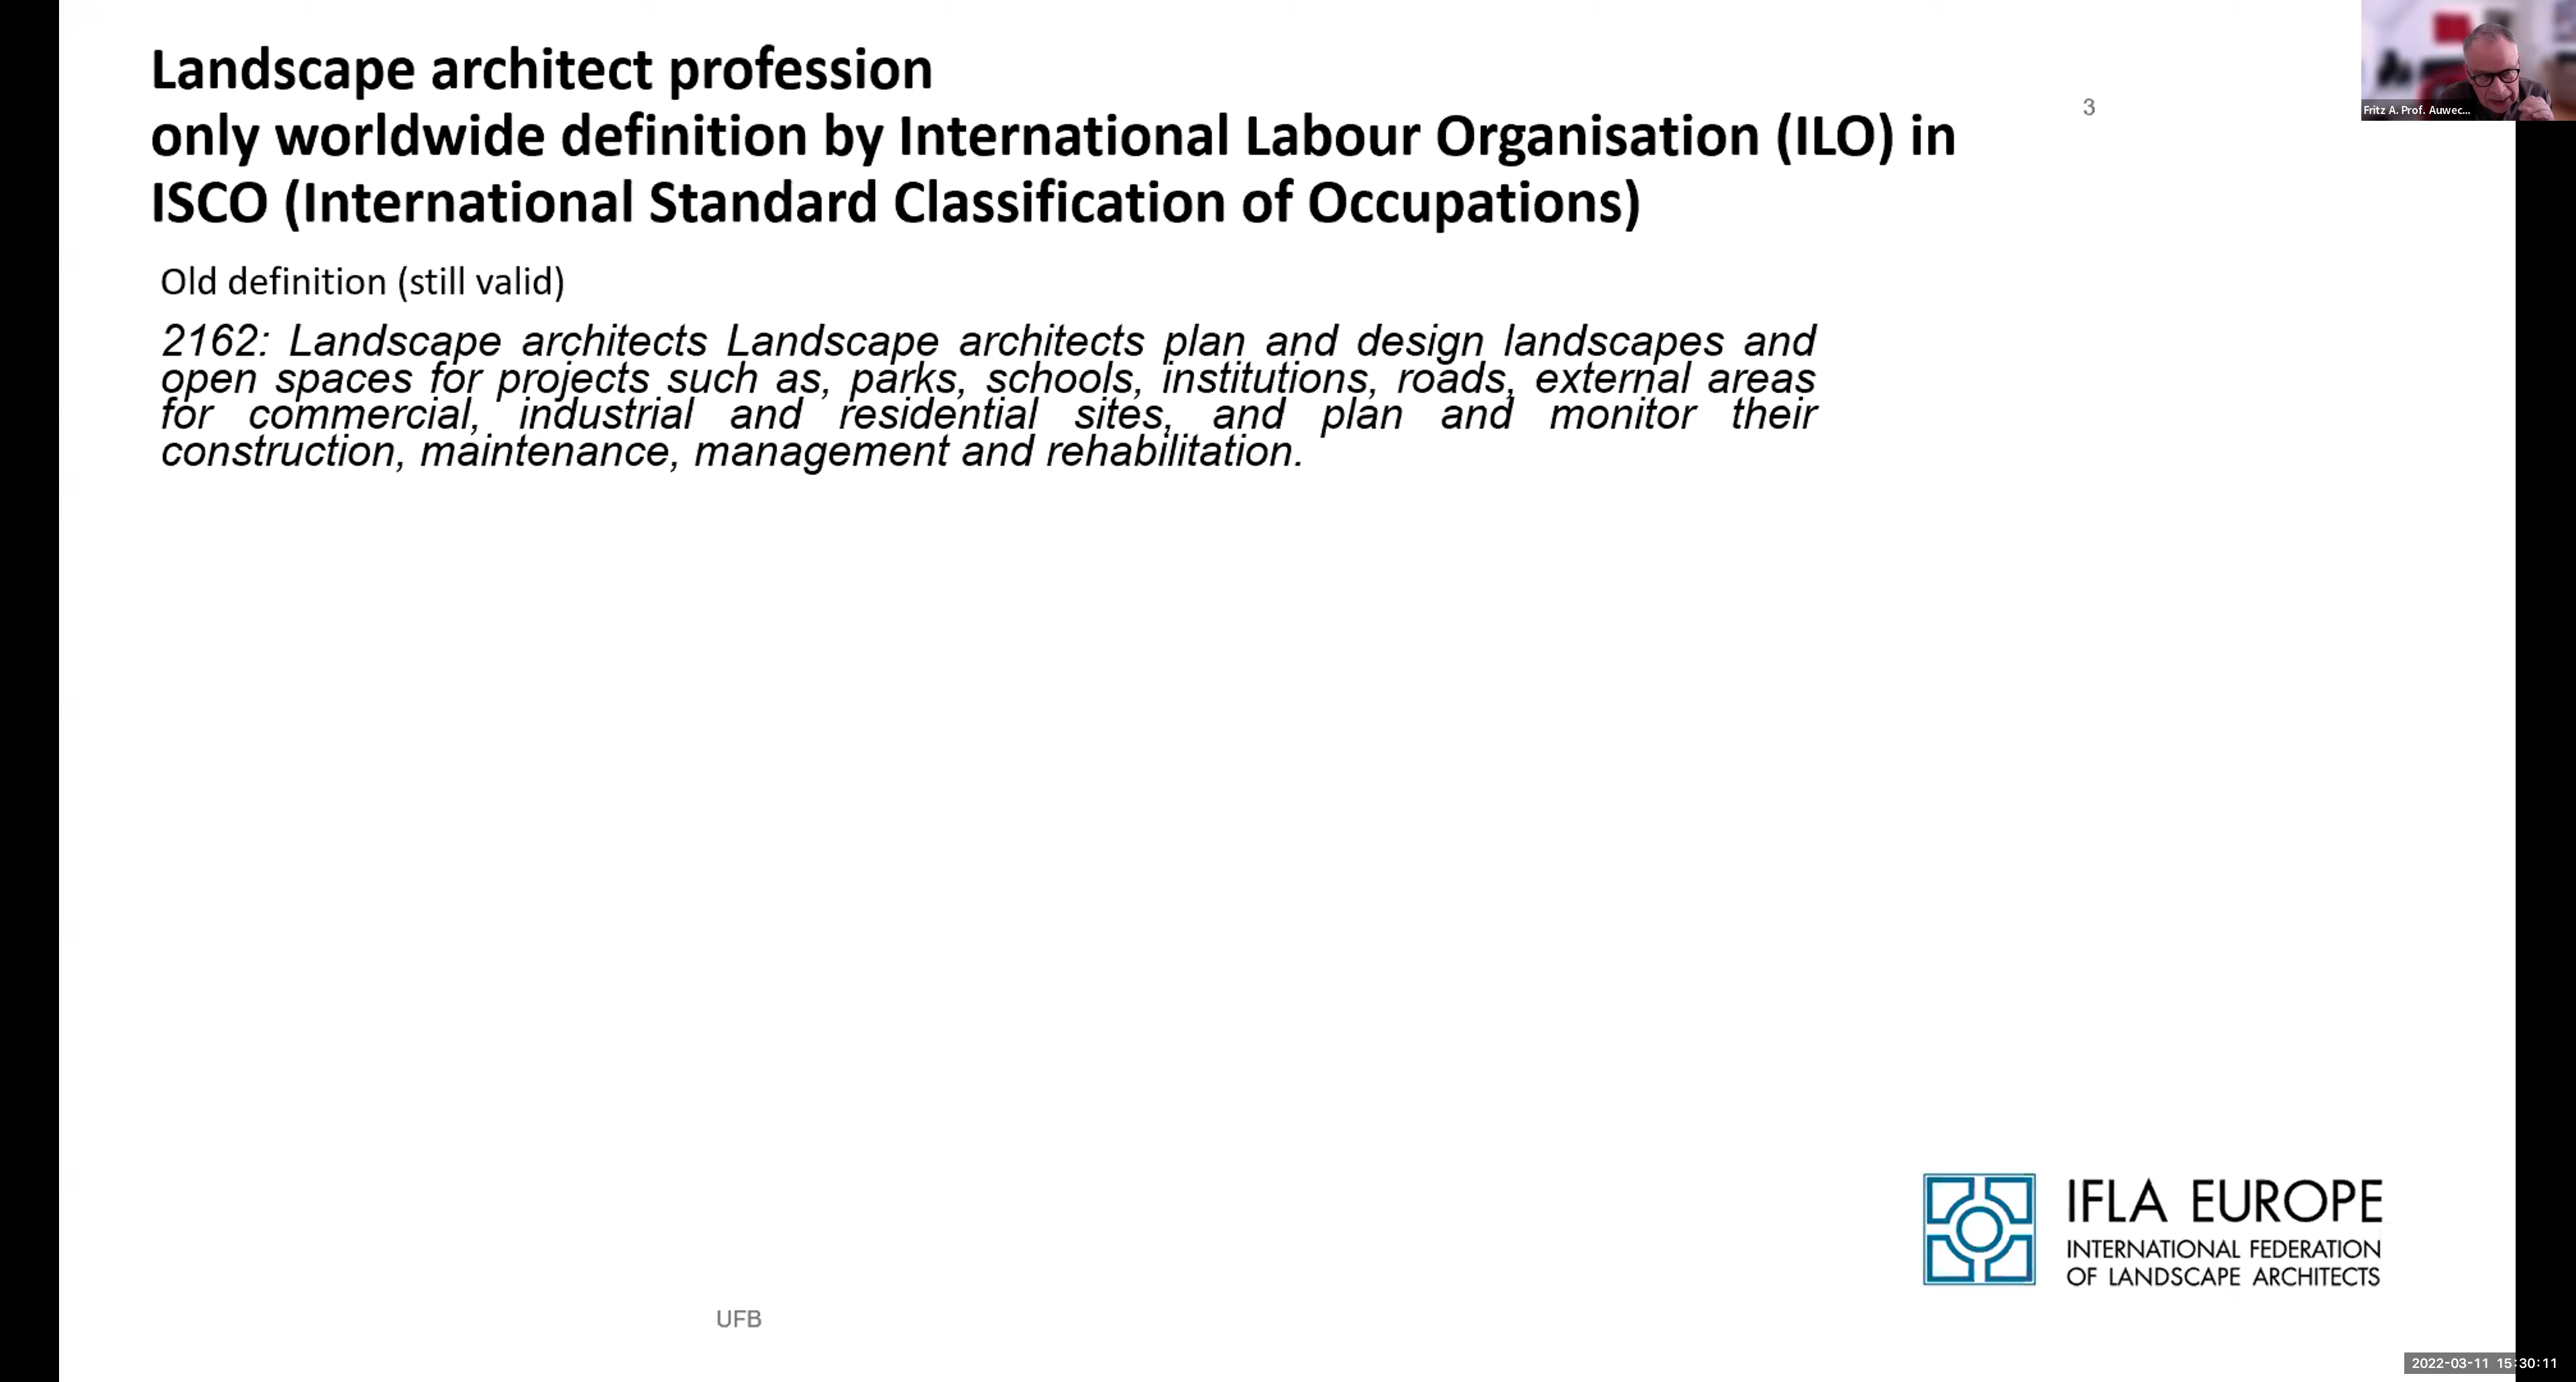 Landscape architect profession
only worldwide definition by International Labour Organisation (ILO) in
ISCO (International Standard Classification of Occupations)
3
Fritz A. Prof. Auwec...
Old definition (still valid)
2162: Landscape architects Landscape architects plan and design landscapes and
open spaces for projects such as, parks, schools, institutions, roads, external areas
for commercial, industrial and residential sites, and plan and monitor their
construction, maintenance, management and rehabilitation.
IFLA EUROPE
INTERNATIONAL FEDERATION
OF LANDSCAPE ARCHITECTS
UFB
2022-03-11 15:30:11